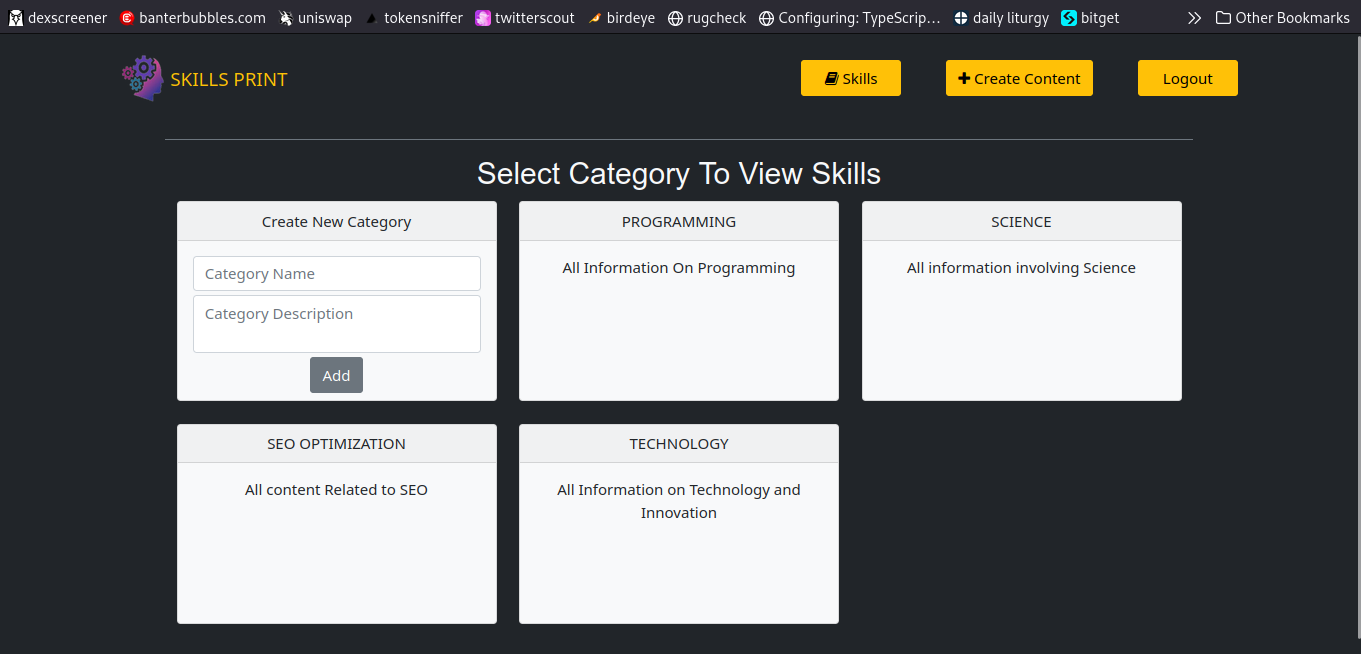 dexscreener banterbubbles.com uniswap tokensniffer twitterscout birdeye rugcheck Configuring: TypeScrip… daily liturgy bitget Other Bookmarks
SKILLS PRINT Skills Create Content Logout
Select Category To View Skills
Create New Category
Category Name
Category Description
Add
PROGRAMMING
All Information On Programming
SCIENCE
All information involving Science
SEO OPTIMIZATION
All content Related to SEO
TECHNOLOGY
All Information on Technology and
Innovation